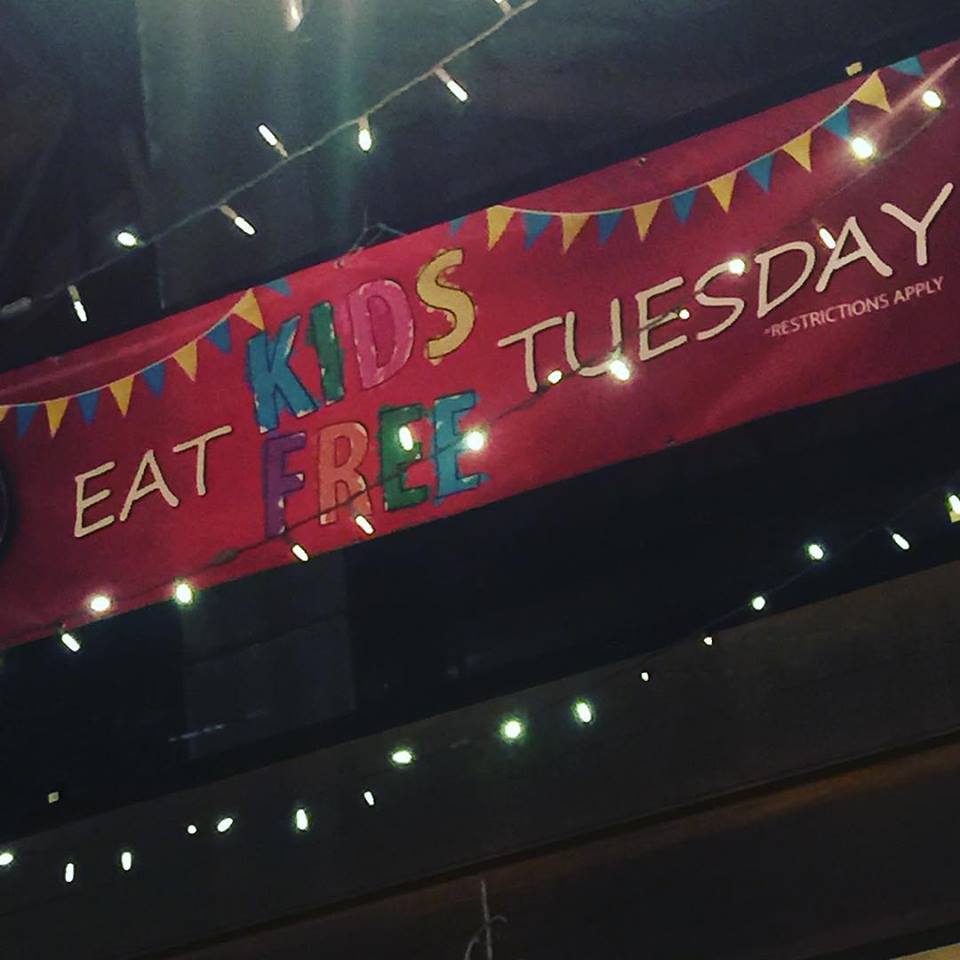 EAT KIDS FREE TUESDAY
*RESTRICTIONS APPLY